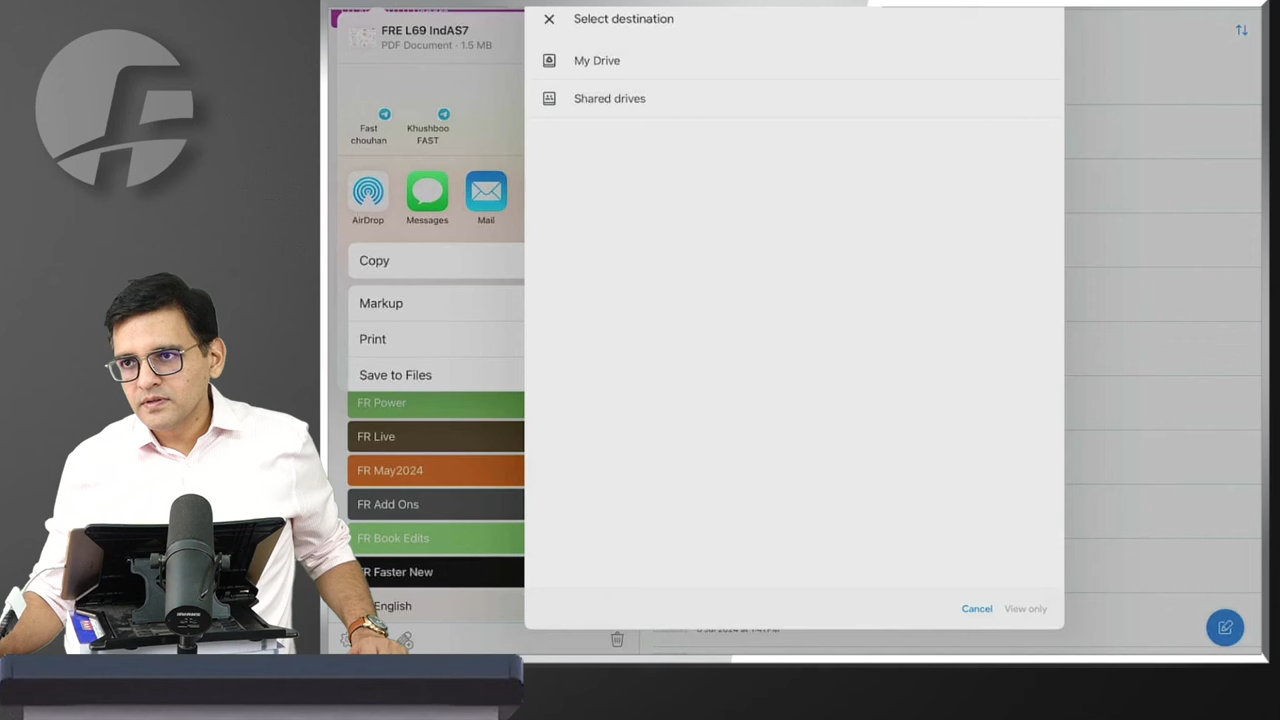 FRE L69 IndAS7
PDF Document · 1.5 MB
Fast
chouhan
Khushboo
FAST
AirDrop
Messages
Mail
Copy
Markup
Print
Save to Files
FR Power
FR Live
FR May2024
FR Add Ons
FR Book Edits
FR Faster New
English
Select destination
My Drive
Shared drives
Cancel
View only